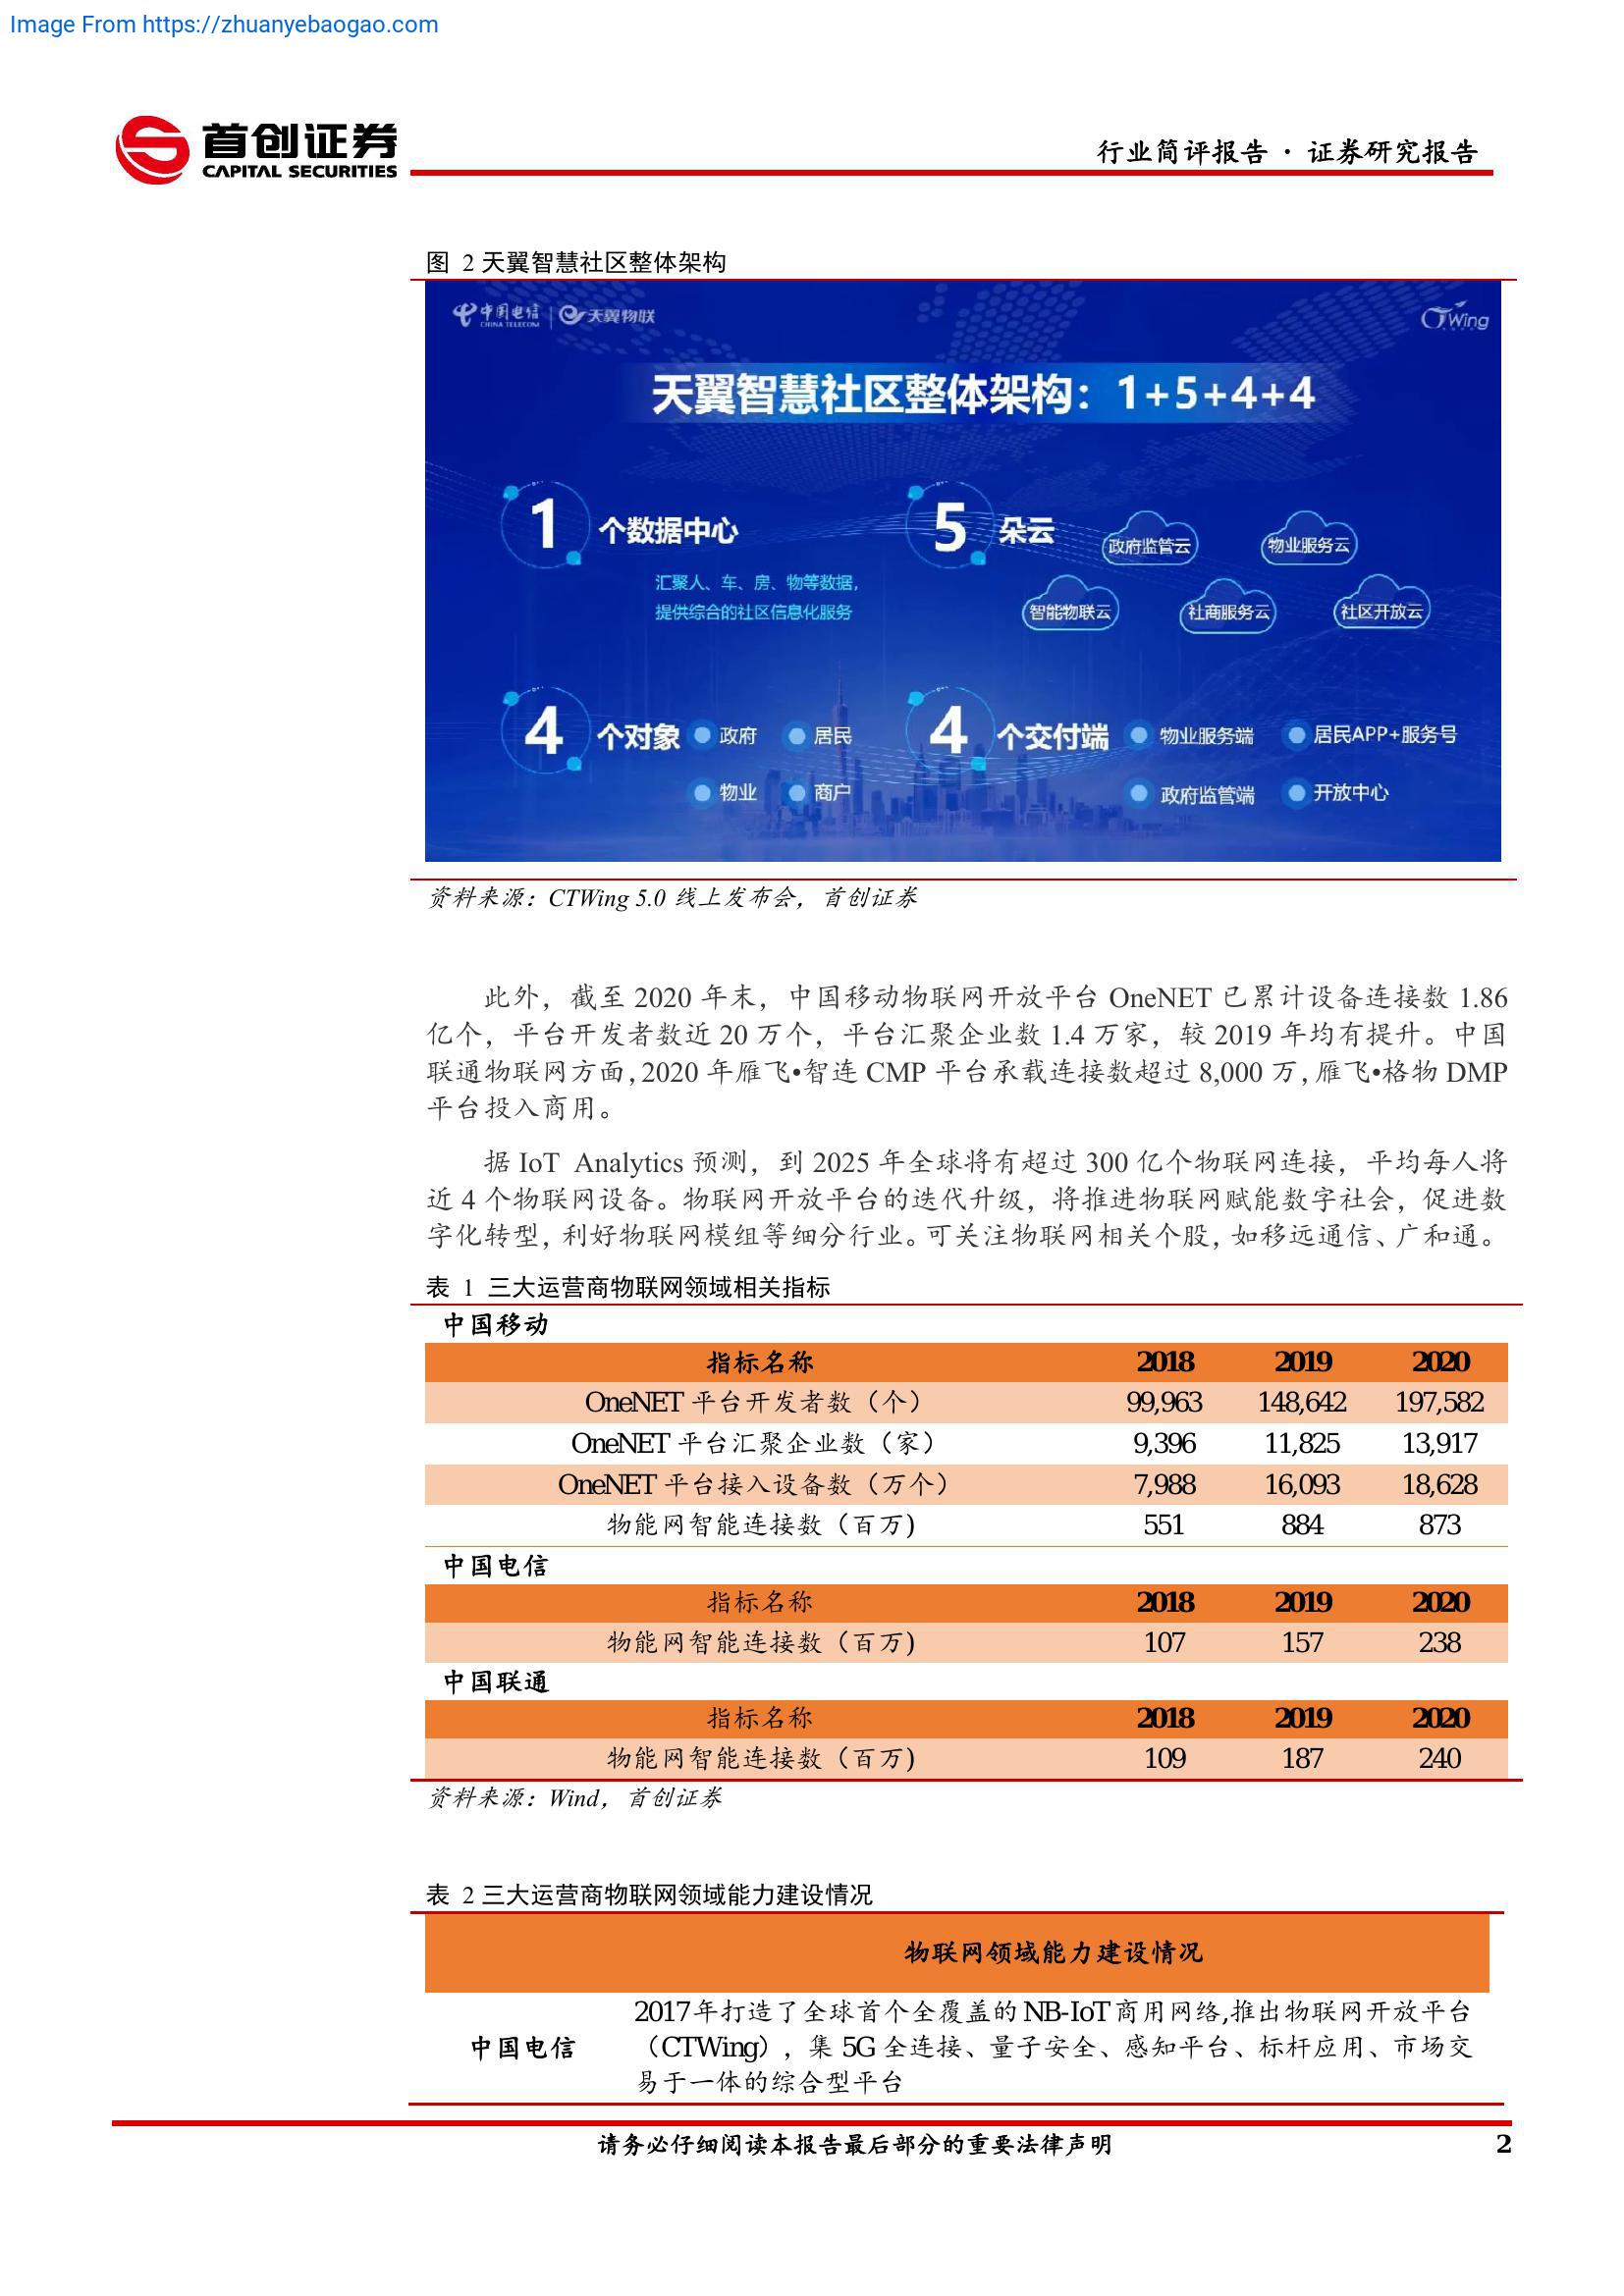 Image From https://zhuanyebaogao.com
首创证券
CAPITAL SECURITIES
行业简评报告 · 证券研究报告
图 2 天翼智慧社区整体架构
中国电信
CHINA TELECOM
天翼物联
CTWing
天翼智慧社区整体架构：1+5+4+4
1 个数据中心
汇聚人、车、房、物等数据，
提供综合的社区信息化服务
5 朵云
政府监管云
物业服务云
智能物联云
社商服务云
社区开放云
4 个对象
政府
居民
物业
商户
4 个交付端
物业服务端
居民APP+服务号
政府监管端
开放中心
资料来源：CTWing 5.0 线上发布会，首创证券
此外，截至 2020 年末，中国移动物联网开放平台 OneNET 已累计设备连接数 1.86
亿个，平台开发者数近 20 万个，平台汇聚企业数 1.4 万家，较 2019 年均有提升。中国
联通物联网方面，2020 年雁飞•智连 CMP 平台承载连接数超过 8,000 万，雁飞•格物 DMP
平台投入商用。
据 IoT Analytics 预测，到 2025 年全球将有超过 300 亿个物联网连接，平均每人将
近 4 个物联网设备。物联网开放平台的迭代升级，将推进物联网赋能数字社会，促进数
字化转型，利好物联网模组等细分行业。可关注物联网相关个股，如移远通信、广和通。
表 1 三大运营商物联网领域相关指标
中国移动
指标名称 2018 2019 2020
OneNET 平台开发者数（个） 99,963 148,642 197,582
OneNET 平台汇聚企业数（家） 9,396 11,825 13,917
OneNET 平台接入设备数（万个） 7,988 16,093 18,628
物能网智能连接数（百万） 551 884 873
中国电信
指标名称 2018 2019 2020
物能网智能连接数（百万） 107 157 238
中国联通
指标名称 2018 2019 2020
物能网智能连接数（百万） 109 187 240
资料来源：Wind，首创证券
表 2 三大运营商物联网领域能力建设情况
物联网领域能力建设情况
中国电信
2017年打造了全球首个全覆盖的NB-IoT商用网络,推出物联网开放平台
（CTWing），集 5G 全连接、量子安全、感知平台、标杆应用、市场交
易于一体的综合型平台
请务必仔细阅读本报告最后部分的重要法律声明 2